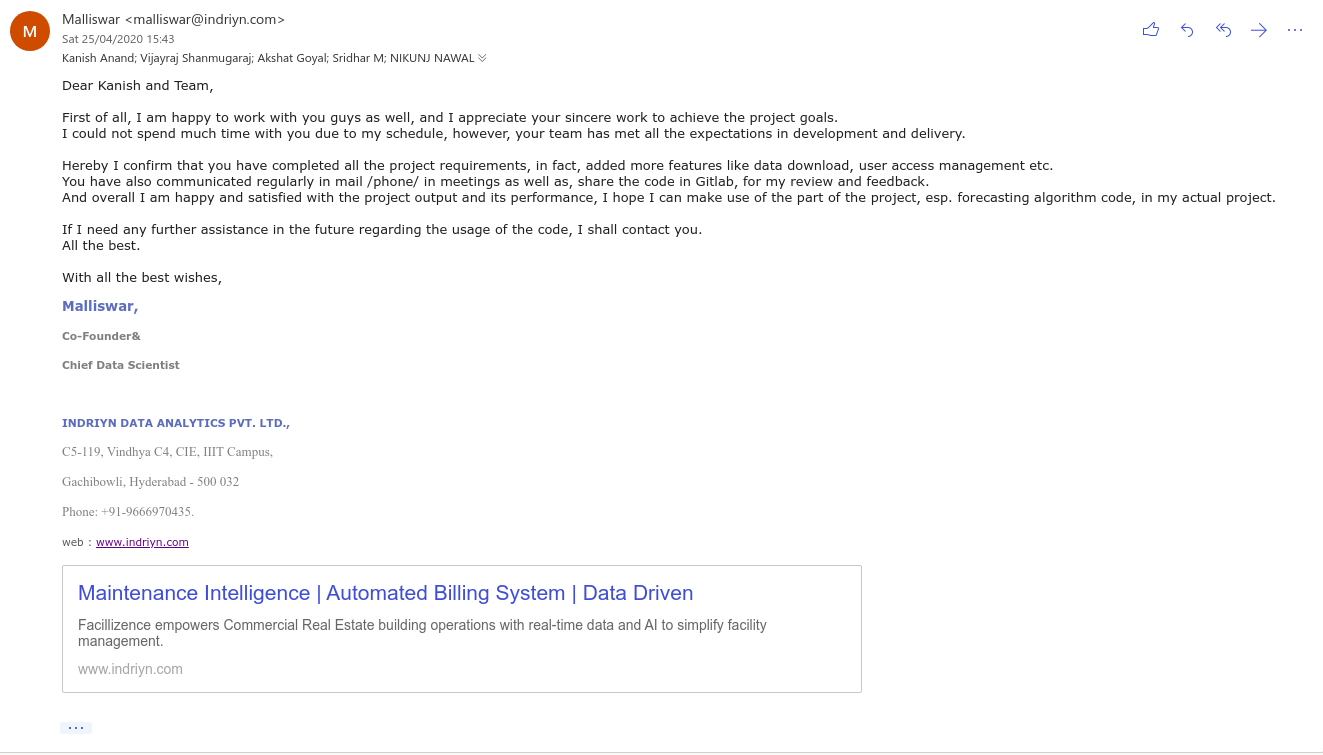 M
Malliswar <malliswar@indriyn.com>
Sat 25/04/2020 15:43
Kanish Anand; Vijayraj Shanmugaraj; Akshat Goyal; Sridhar M; NIKUNJ NAWAL
Dear Kanish and Team,
First of all, I am happy to work with you guys as well, and I appreciate your sincere work to achieve the project goals.
I could not spend much time with you due to my schedule, however, your team has met all the expectations in development and delivery.
Hereby I confirm that you have completed all the project requirements, in fact, added more features like data download, user access management etc.
You have also communicated regularly in mail /phone/ in meetings as well as, share the code in Gitlab, for my review and feedback.
And overall I am happy and satisfied with the project output and its performance, I hope I can make use of the part of the project, esp. forecasting algorithm code, in my actual project.
If I need any further assistance in the future regarding the usage of the code, I shall contact you.
All the best.
With all the best wishes,
Malliswar,
Co-Founder&
Chief Data Scientist
INDRIYN DATA ANALYTICS PVT. LTD.,
C5-119, Vindhya C4, CIE, IIIT Campus,
Gachibowli, Hyderabad - 500 032
Phone: +91-9666970435.
web : www.indriyn.com
Maintenance Intelligence | Automated Billing System | Data Driven
Facillizence empowers Commercial Real Estate building operations with real-time data and AI to simplify facility
management.
www.indriyn.com